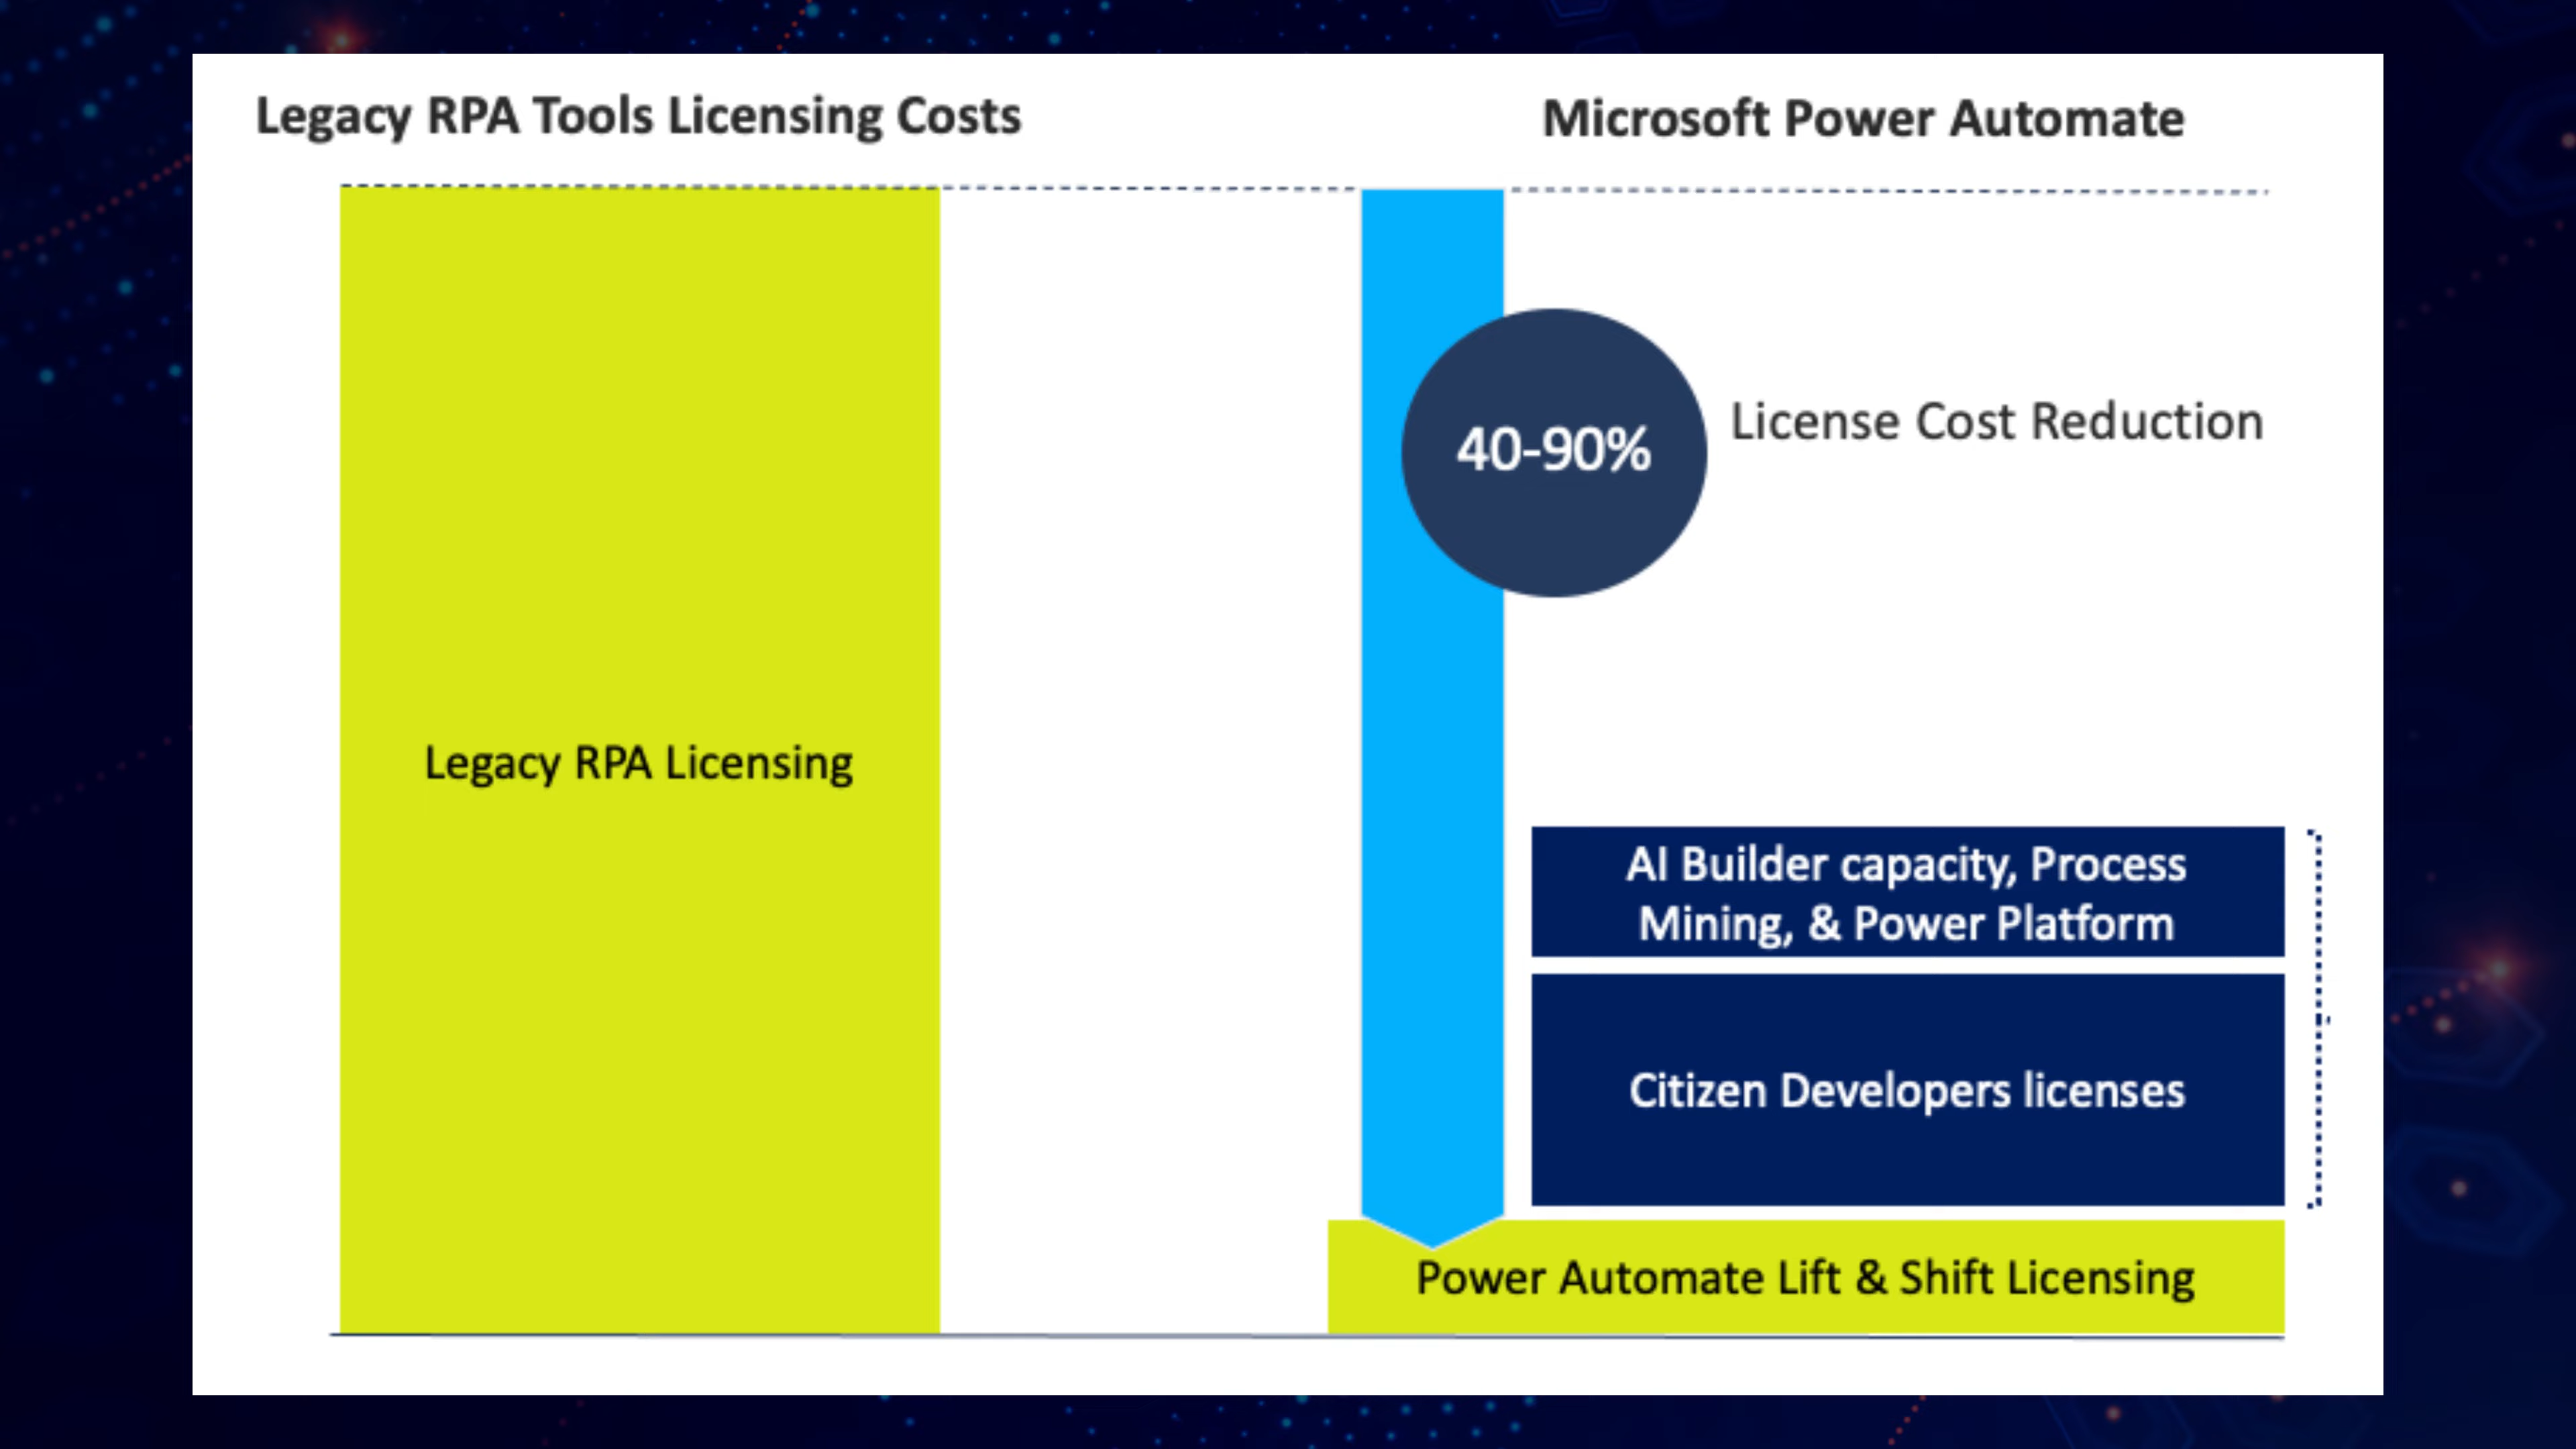 Legacy RPA Tools Licensing Costs
Microsoft Power Automate
40-90%
License Cost Reduction
Legacy RPA Licensing
AI Builder capacity, Process
Mining, & Power Platform
Citizen Developers licenses
Power Automate Lift & Shift Licensing